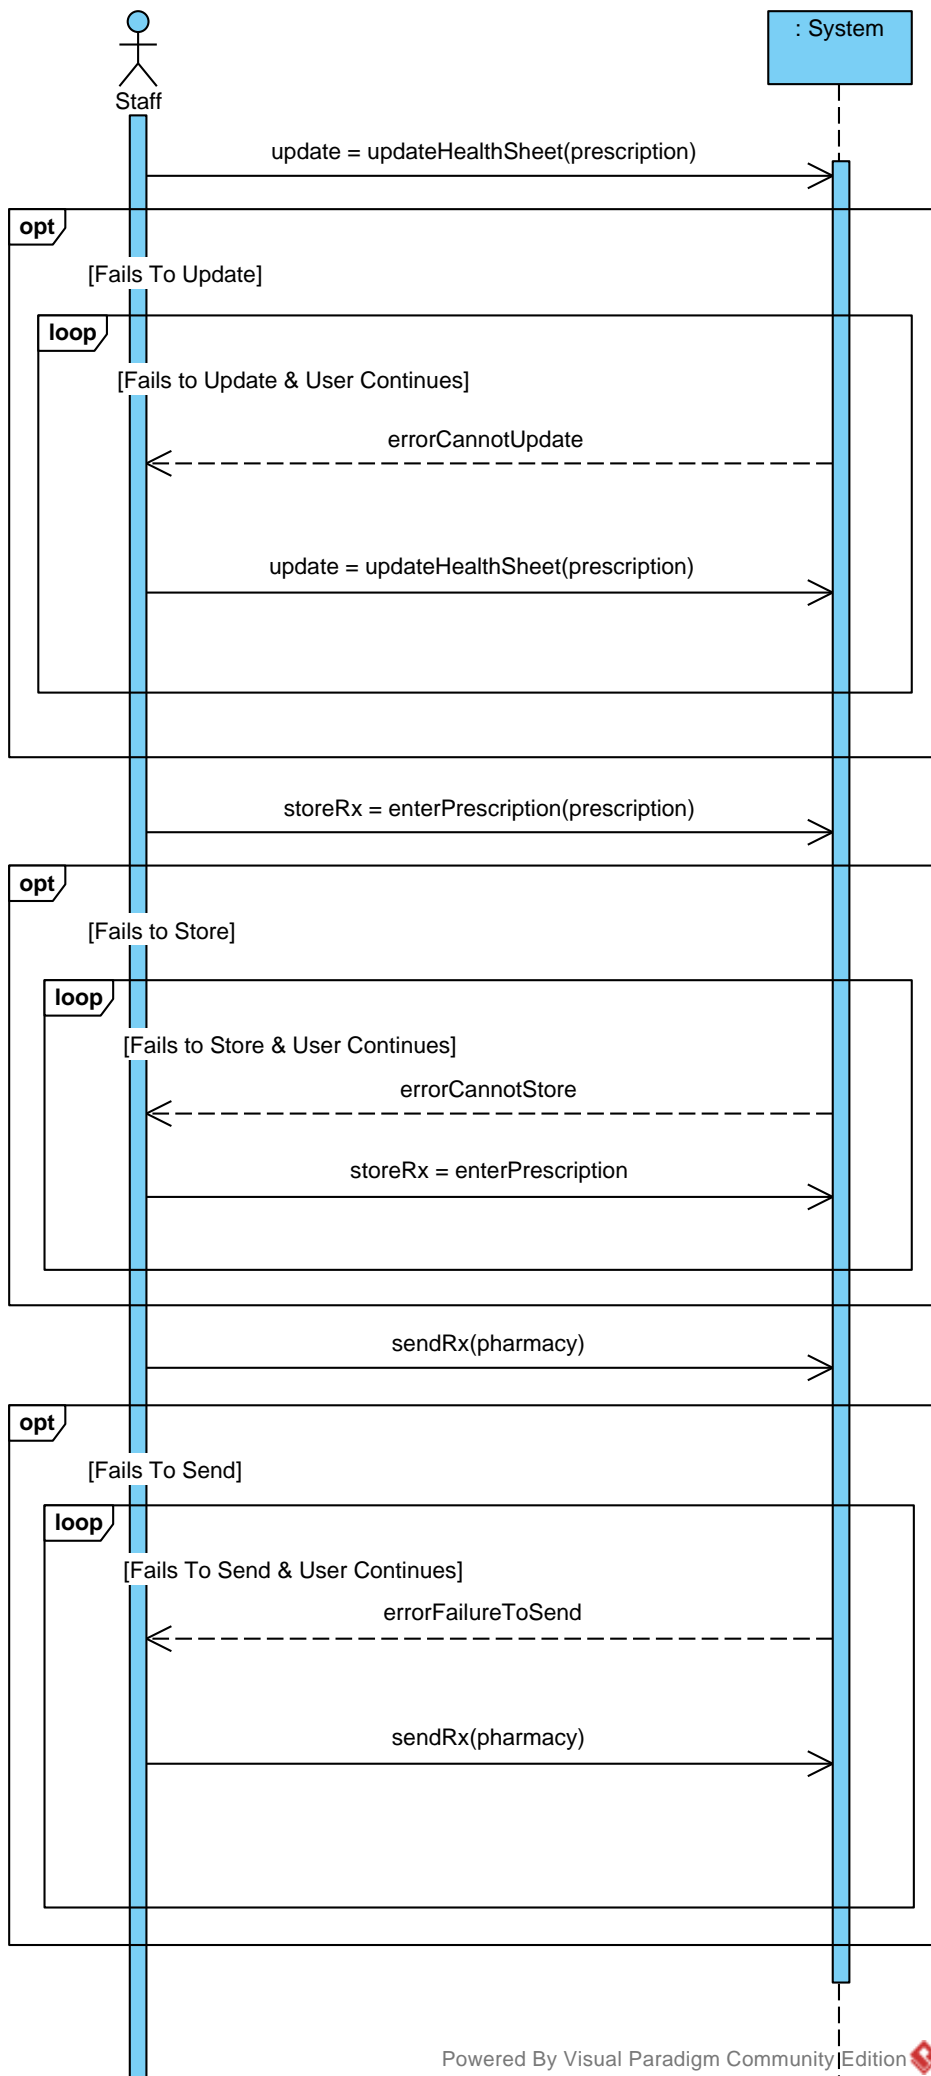 Staff
: System
update = updateHealthSheet(prescription)
opt
[Fails To Update]
loop
[Fails to Update & User Continues]
errorCannotUpdate
update = updateHealthSheet(prescription)
storeRx = enterPrescription(prescription)
opt
[Fails to Store]
loop
[Fails to Store & User Continues]
errorCannotStore
storeRx = enterPrescription
sendRx(pharmacy)
opt
[Fails To Send]
loop
[Fails To Send & User Continues]
errorFailureToSend
sendRx(pharmacy)
Powered By Visual Paradigm Community Edition